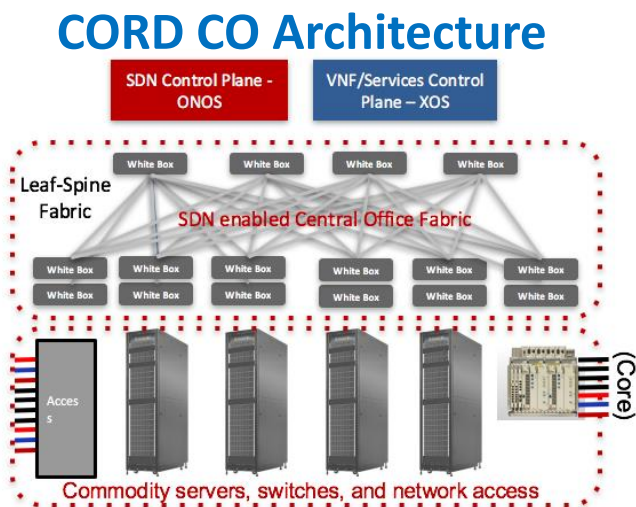 CORD CO Architecture
SDN Control Plane -
ONOS
VNF/Services Control
Plane – XOS
White Box
White Box
White Box
White Box
Leaf-Spine
Fabric
SDN enabled Central Office Fabric
White Box
White Box
White Box
White Box
White Box
White Box
White Box
White Box
White Box
White Box
White Box
White Box
Acces
s
(Core)
Commodity servers, switches, and network access